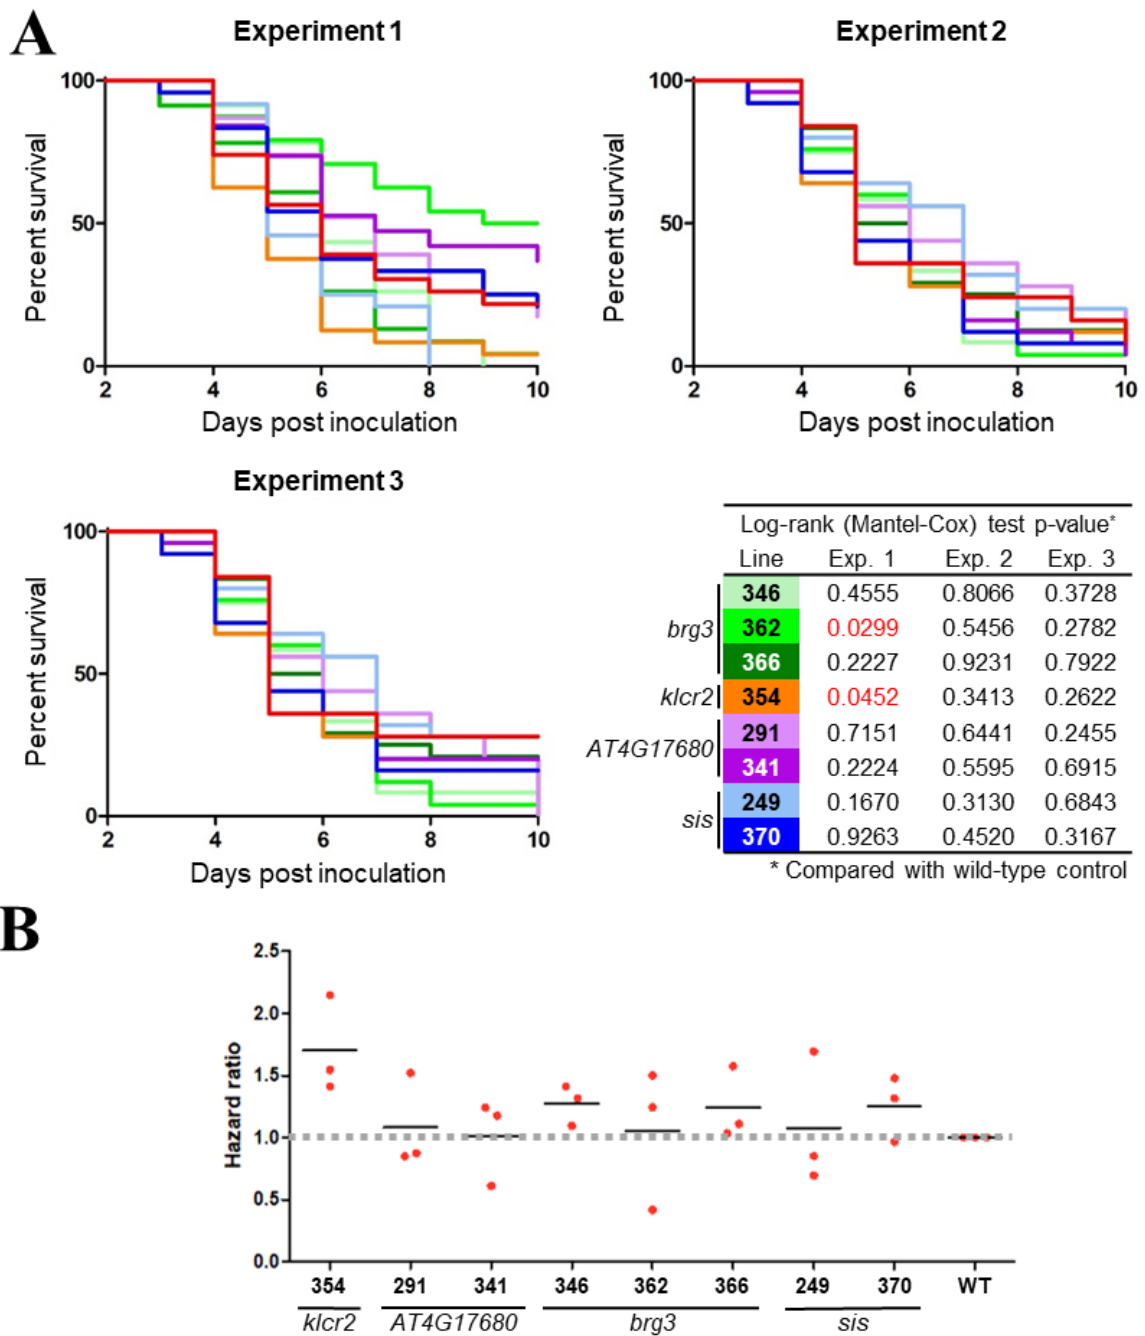 A
Experiment 1
Experiment 2
Percent survival
100
50
0
2 4 6 8 10
Days post inoculation
Percent survival
100
50
0
2 4 6 8 10
Days post inoculation
Experiment 3
Percent survival
100
50
0
2 4 6 8 10
Days post inoculation
Log-rank (Mantel-Cox) test p-value*
Line Exp. 1 Exp. 2 Exp. 3
brg3
346 0.4555 0.8066 0.3728
362 0.0299 0.5456 0.2782
366 0.2227 0.9231 0.7922
klcr2
354 0.0452 0.3413 0.2622
AT4G17680
291 0.7151 0.6441 0.2455
341 0.2224 0.5595 0.6915
sis
249 0.1670 0.3130 0.6843
370 0.9263 0.4520 0.3167
* Compared with wild-type control
B
Hazard ratio
2.5
2.0
1.5
1.0
0.5
0.0
354 291 341 346 362 366 249 370 WT
klcr2 AT4G17680 brg3 sis